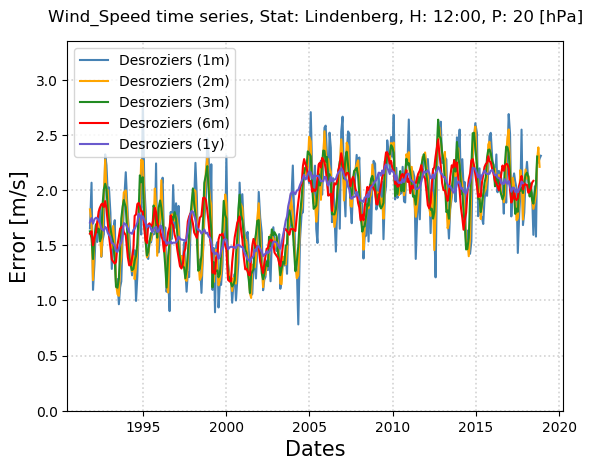 Wind_Speed time series, Stat: Lindenberg, H: 12:00, P: 20 [hPa]
Desroziers (1m)
Desroziers (2m)
Desroziers (3m)
Desroziers (6m)
Desroziers (1y)
Error [m/s]
3.0
2.5
2.0
1.5
1.0
0.5
0.0
1995 2000 2005 2010 2015 2020
Dates